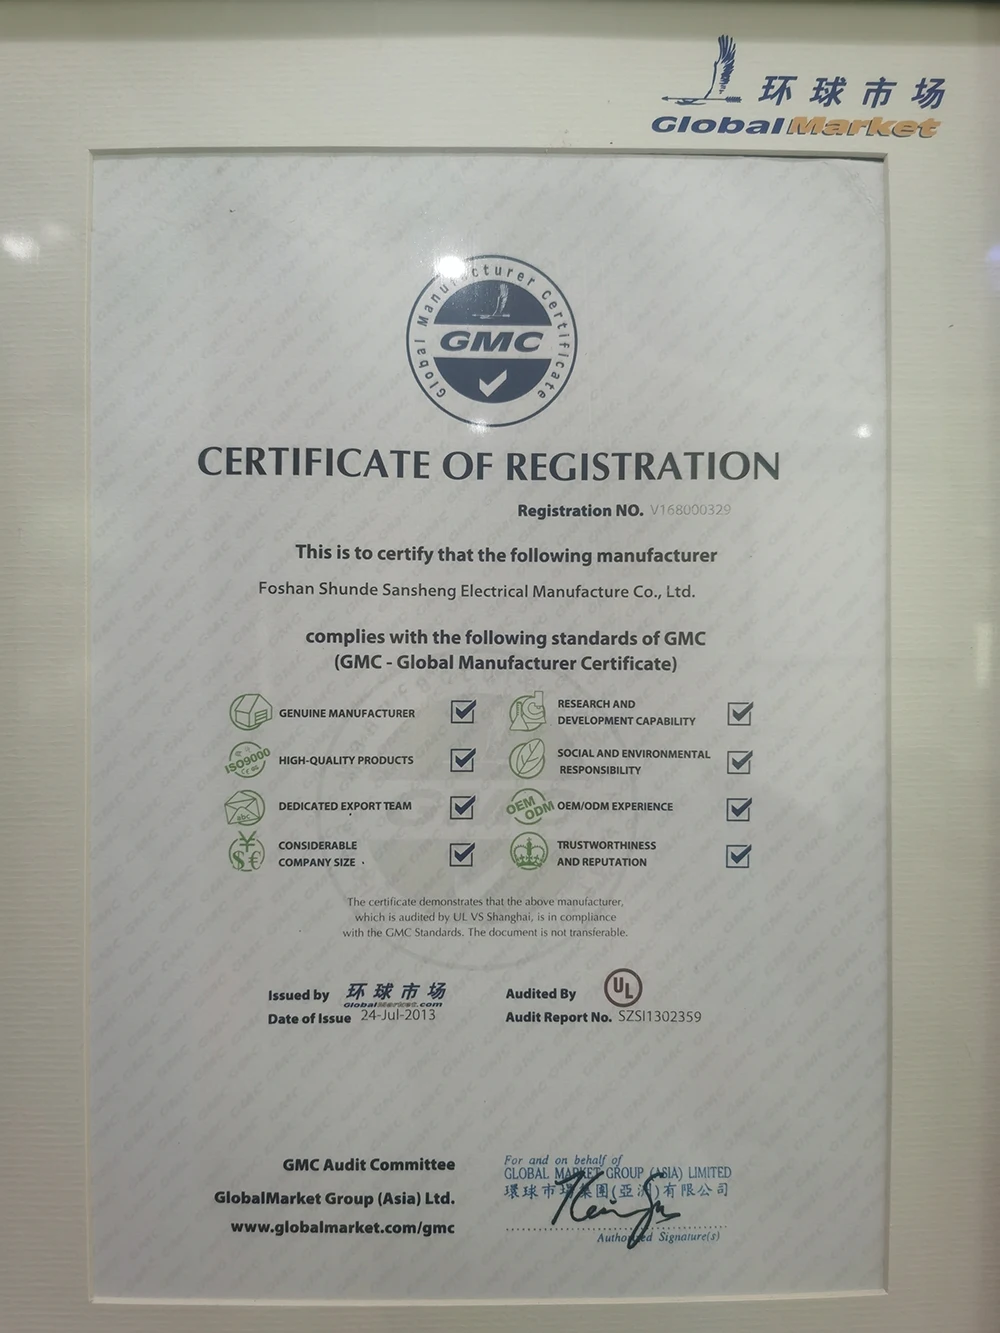 环球市场
GlobalMarket
Global Manufacturer Certificate
GMC
CERTIFICATE OF REGISTRATION
Registration NO. V168000329
This is to certify that the following manufacturer
Foshan Shunde Sansheng Electrical Manufacture Co., Ltd.
complies with the following standards of GMC
(GMC - Global Manufacturer Certificate)
GENUINE MANUFACTURER
RESEARCH AND
DEVELOPMENT CAPABILITY
ISO9000
HIGH-QUALITY PRODUCTS
SOCIAL AND ENVIRONMENTAL
RESPONSIBILITY
abc
DEDICATED EXPORT TEAM
OEM
ODM
OEM/ODM EXPERIENCE
¥
$€
CONSIDERABLE
COMPANY SIZE
TRUSTWORTHINESS
AND REPUTATION
The certificate demonstrates that the above manufacturer,
which is audited by UL VS Shanghai, is in compliance
with the GMC Standards. The document is not transferable.
Issued by 环球市场
GlobalMarket.com
Date of Issue 24-Jul-2013
Audited By UL
Audit Report No. SZSI1302359
GMC Audit Committee
GlobalMarket Group (Asia) Ltd.
www.globalmarket.com/gmc
For and on behalf of
GLOBAL MARKET GROUP (ASIA) LIMITED
環球市場集團(亞洲)有限公司
Authorized Signature(s)